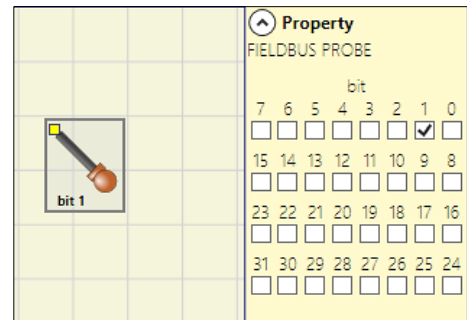 Property
FIELDBUS PROBE
bit
7 6 5 4 3 2 1 0
15 14 13 12 11 10 9 8
bit 1
23 22 21 20 19 18 17 16
31 30 29 28 27 26 25 24